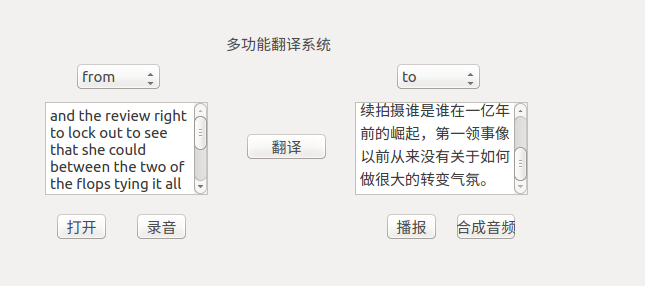 多功能翻译系统
from
to
and the review right
to lock out to see
that she could
between the two of
the flops tying it all
翻译
续拍摄谁是谁在一亿年
前的崛起，第一领事像
以前从来没有关于如何
做很大的转变气氛。
打开
录音
播报
合成音频